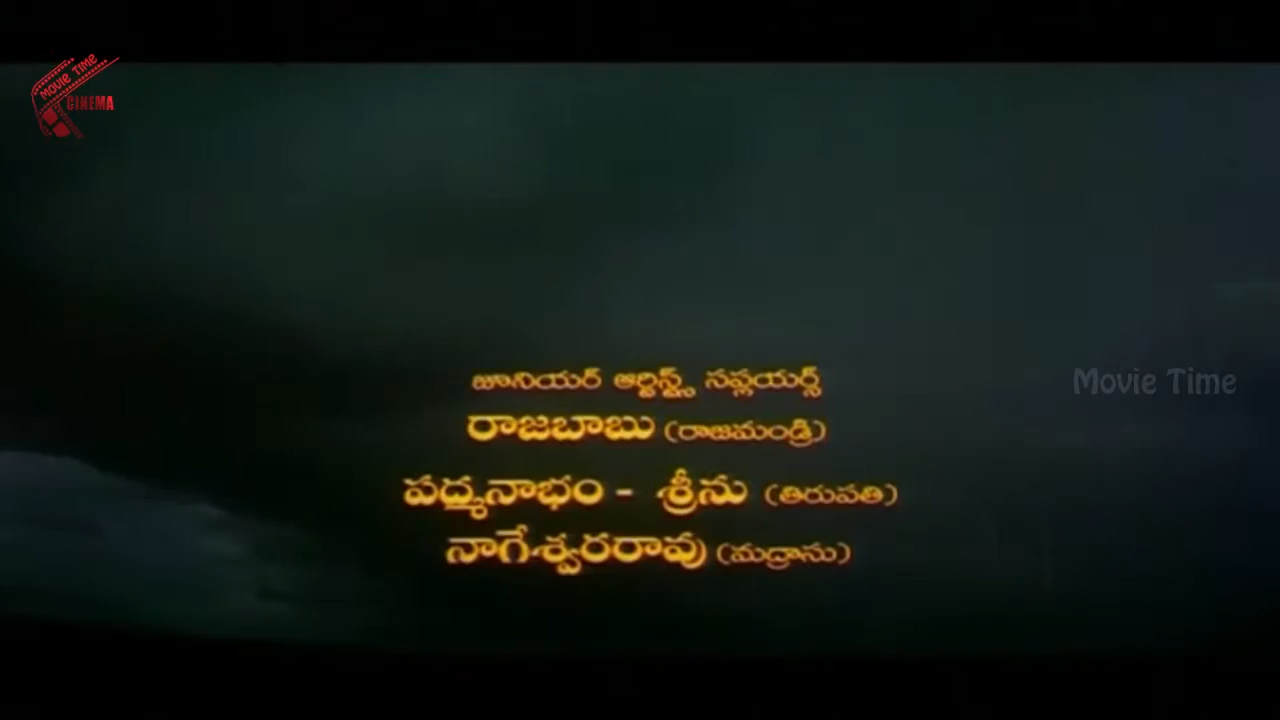 MOVIE TIME
CINEMA
జూనియర్ ఆర్టిస్ట్స్ సప్లయర్స్
Movie Time
రాజబాబు (రాజమండ్రి)
పద్మనాభం - శ్రీను (తిరుపతి)
నాగేశ్వరరావు (మద్రాసు)